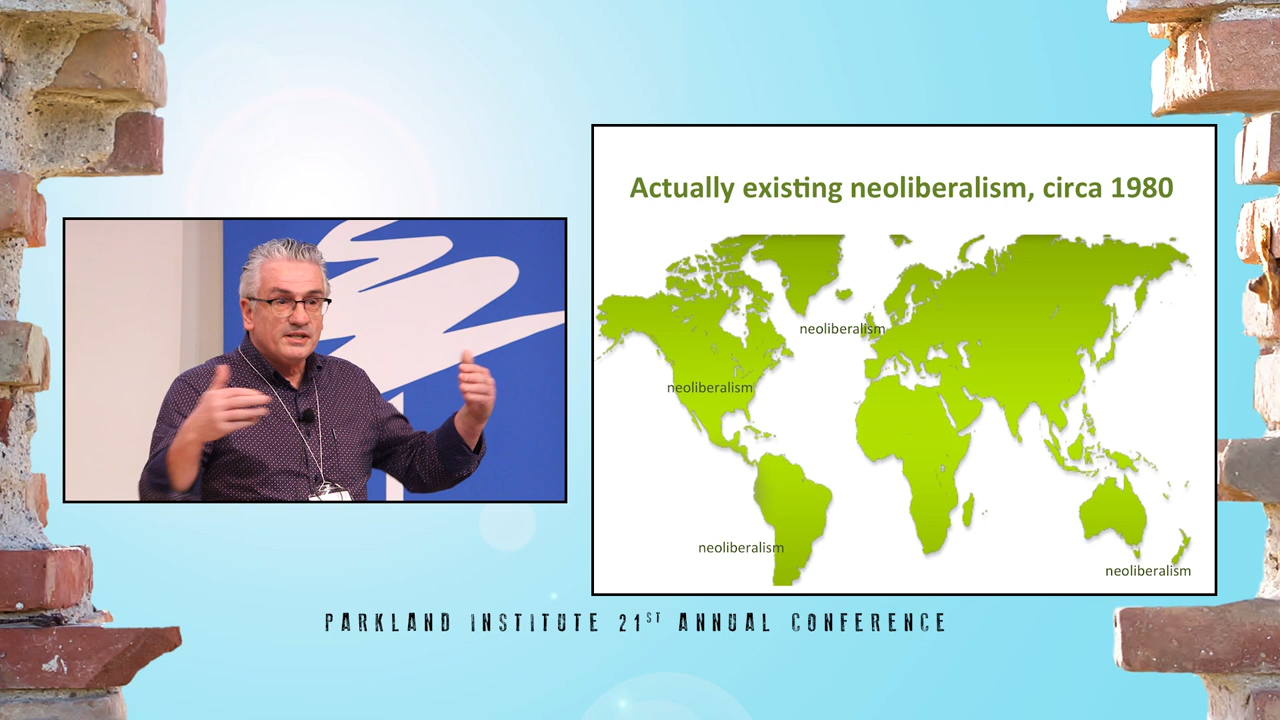 Actually existing neoliberalism, circa 1980
neoliberalism
neoliberalism
neoliberalism
neoliberalism
PARKLAND INSTITUTE 21ST ANNUAL CONFERENCE